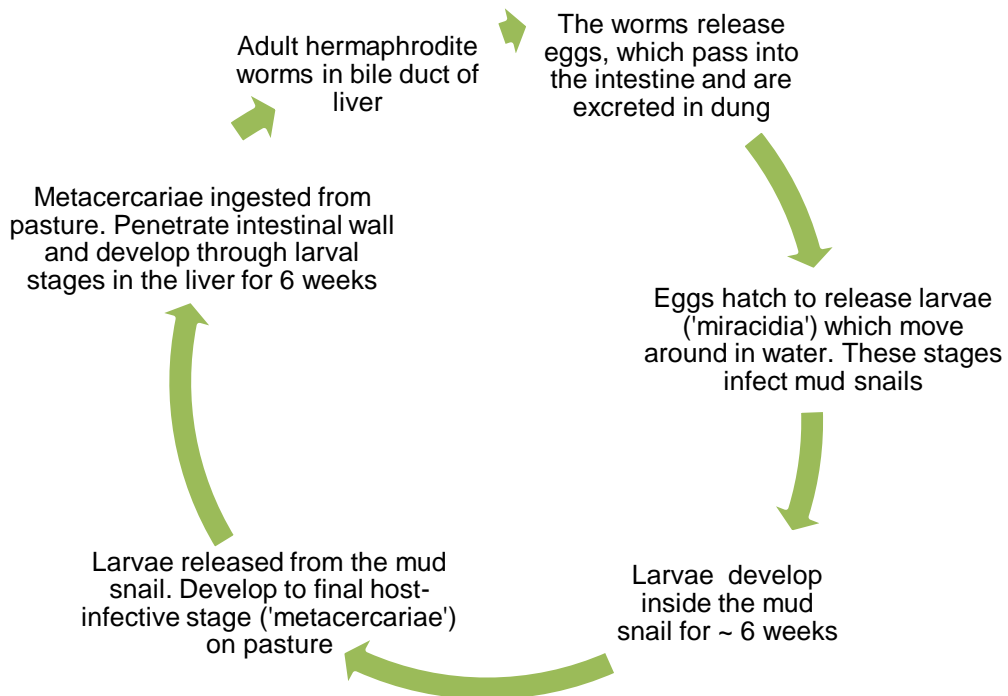 Adult hermaphrodite
worms in bile duct of
liver
The worms release
eggs, which pass into
the intestine and are
excreted in dung
Eggs hatch to release larvae
('miracidia') which move
around in water. These stages
infect mud snails
Larvae develop
inside the mud
snail for ~ 6 weeks
Larvae released from the mud
snail. Develop to final host-
infective stage ('metacercariae')
on pasture
Metacercariae ingested from
pasture. Penetrate intestinal wall
and develop through larval
stages in the liver for 6 weeks